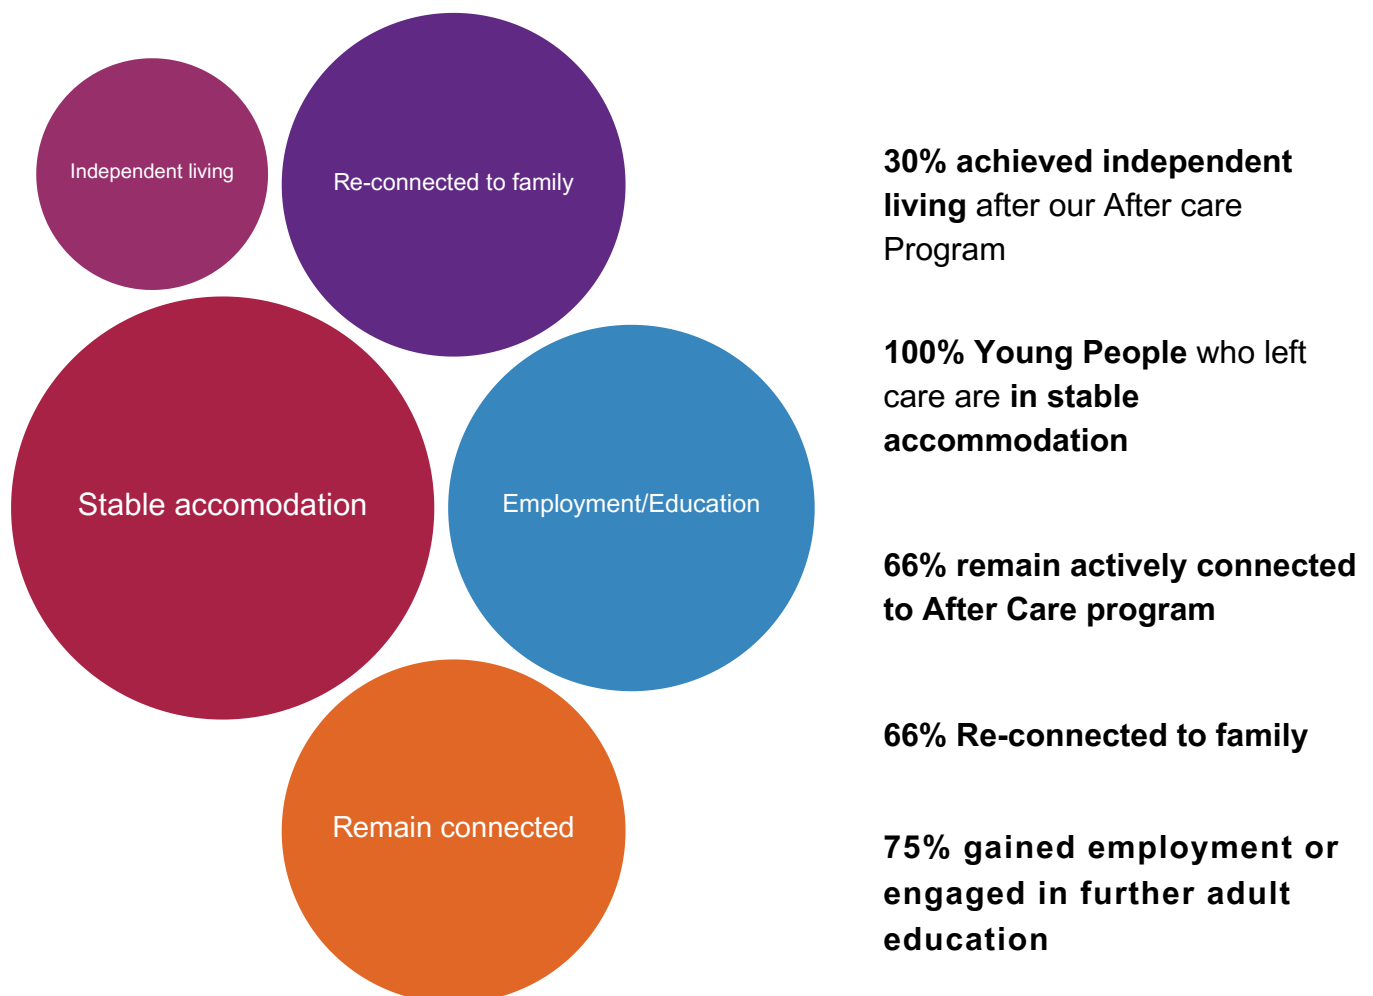 Independent living
Re-connected to family
Stable accomodation
Employment/Education
Remain connected
30% achieved independent
living after our After care
Program
100% Young People who left
care are in stable
accommodation
66% remain actively connected
to After Care program
66% Re-connected to family
75% gained employment or
engaged in further adult
education